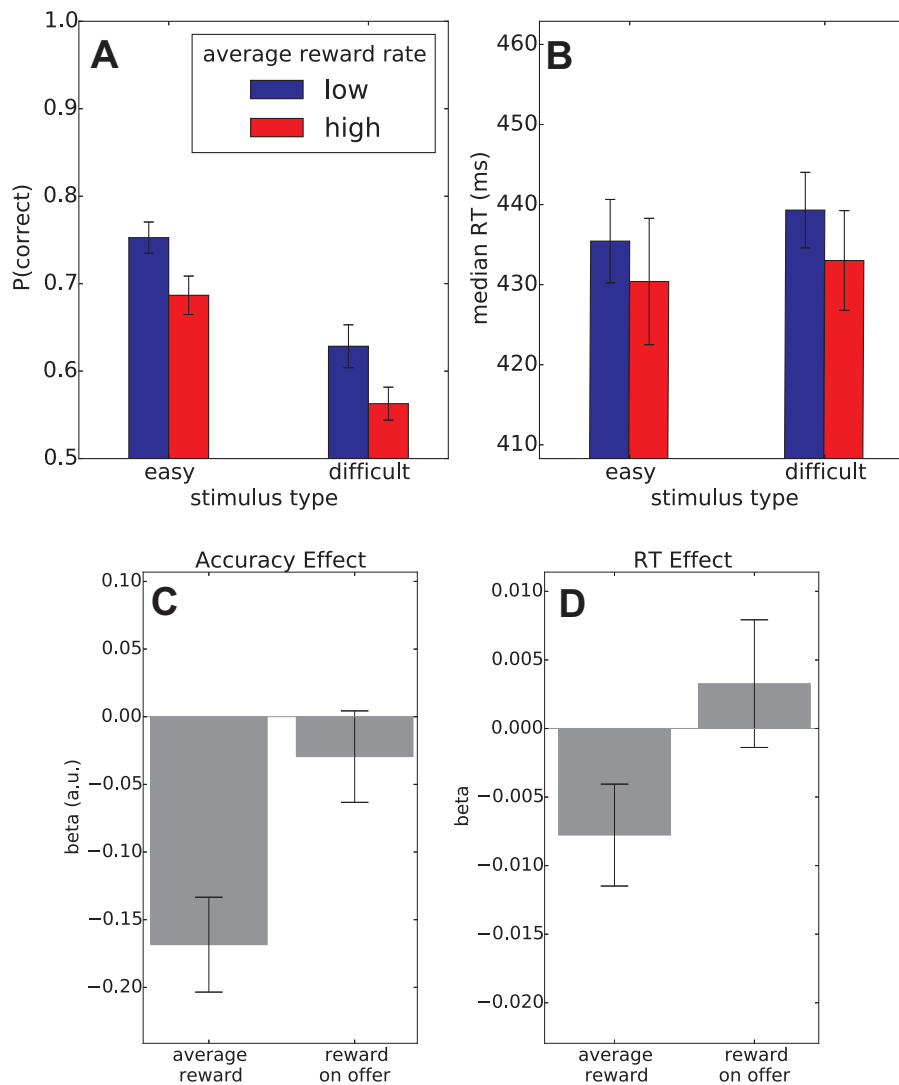 A
average reward rate
low
high
P(correct)
1.0
0.9
0.8
0.7
0.6
0.5
easy
difficult
stimulus type
B
median RT (ms)
460
450
440
430
420
410
easy
difficult
stimulus type
Accuracy Effect
C
beta (a.u.)
0.10
0.05
0.00
−0.05
−0.10
−0.15
−0.20
average
reward
reward
on offer
RT Effect
D
beta
0.010
0.005
0.000
−0.005
−0.010
−0.015
−0.020
average
reward
reward
on offer